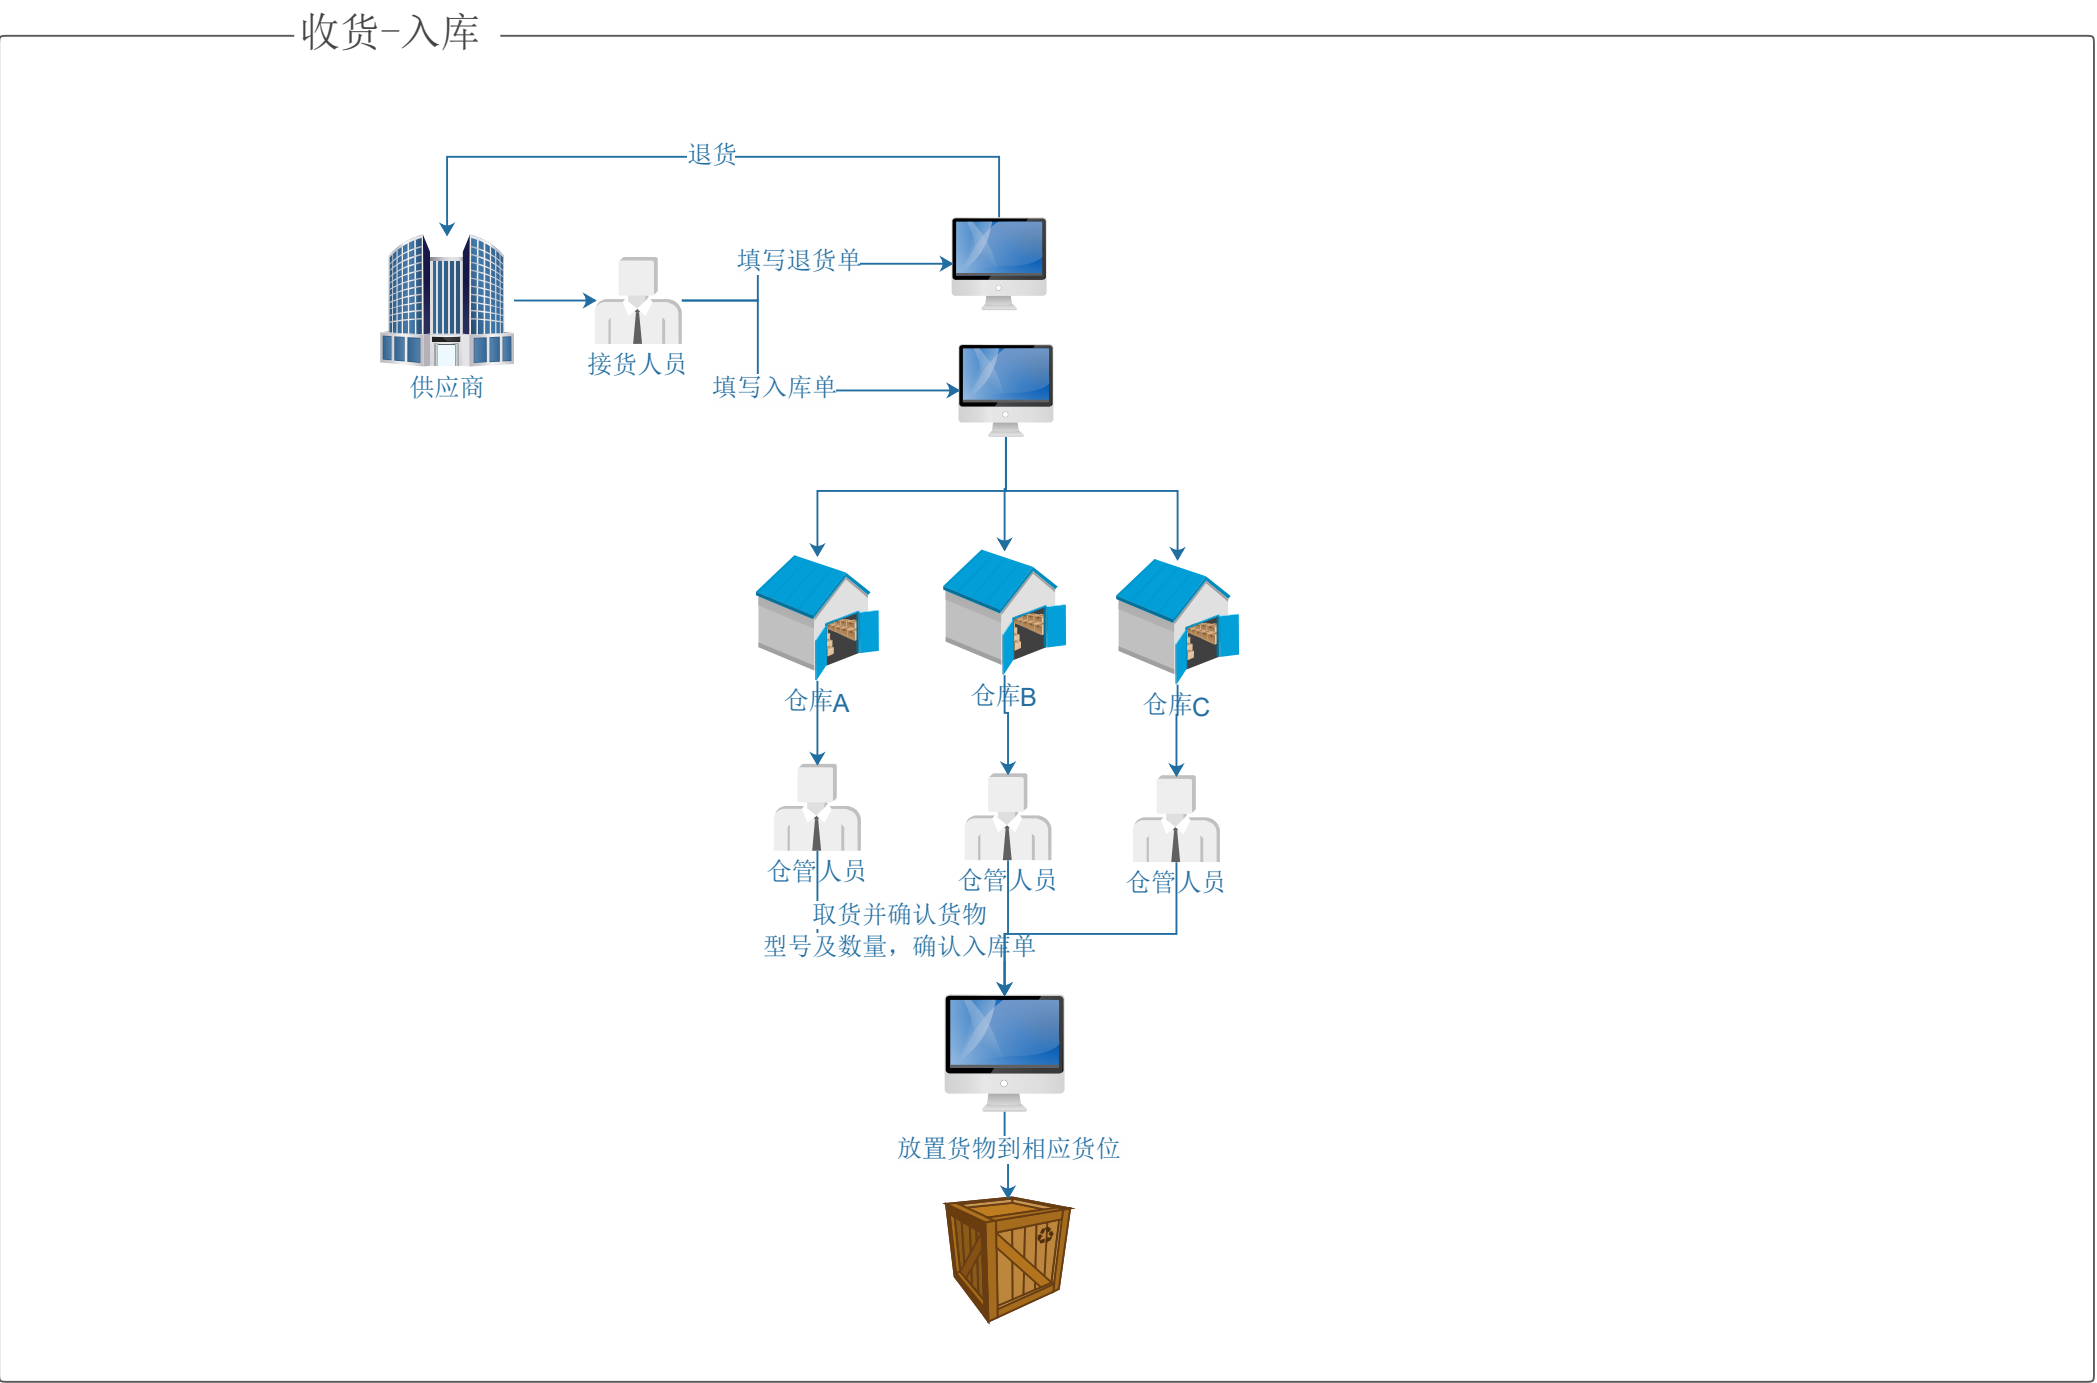 收货-入库
退货
填写退货单
接货人员
供应商
填写入库单
仓库A
仓库B
仓库C
仓管人员
仓管人员
仓管人员
取货并确认货物
型号及数量，确认入库单
放置货物到相应货位